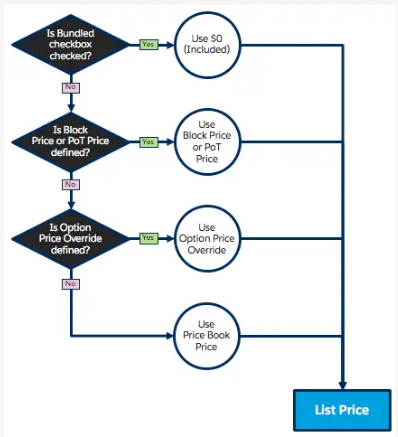 Is Bundled
checkbox
checked?
Yes
Use $0
(Included)
No
Is Block
Price or PoT Price
defined?
Yes
Use
Block Price
or PoT
Price
No
Is Option
Price Override
defined?
Yes
Use
Option Price
Override
No
Use
Price Book
Price
List Price